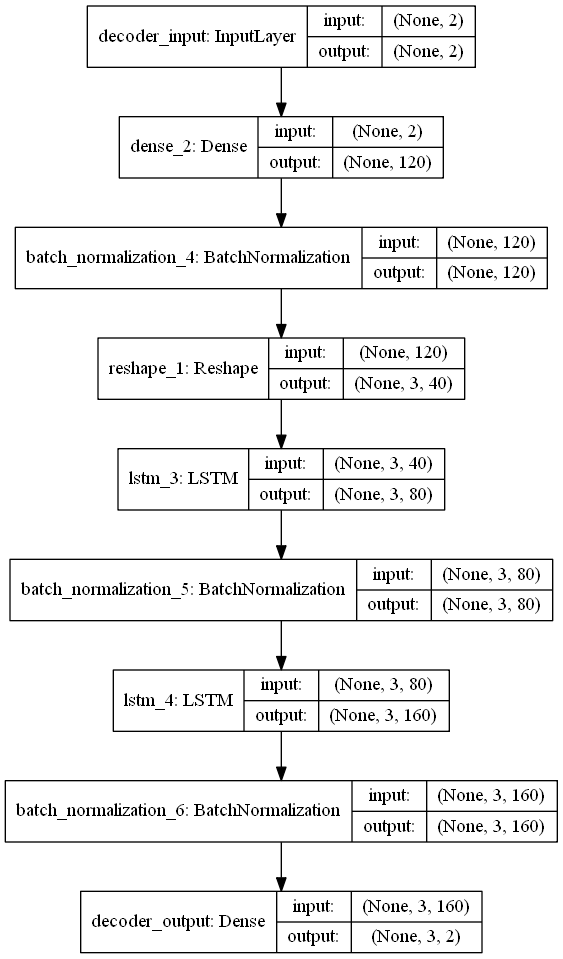 decoder_input: InputLayer input: (None, 2)
output: (None, 2)
dense_2: Dense input: (None, 2)
output: (None, 120)
batch_normalization_4: BatchNormalization input: (None, 120)
output: (None, 120)
reshape_1: Reshape input: (None, 120)
output: (None, 3, 40)
lstm_3: LSTM input: (None, 3, 40)
output: (None, 3, 80)
batch_normalization_5: BatchNormalization input: (None, 3, 80)
output: (None, 3, 80)
lstm_4: LSTM input: (None, 3, 80)
output: (None, 3, 160)
batch_normalization_6: BatchNormalization input: (None, 3, 160)
output: (None, 3, 160)
decoder_output: Dense input: (None, 3, 160)
output: (None, 3, 2)